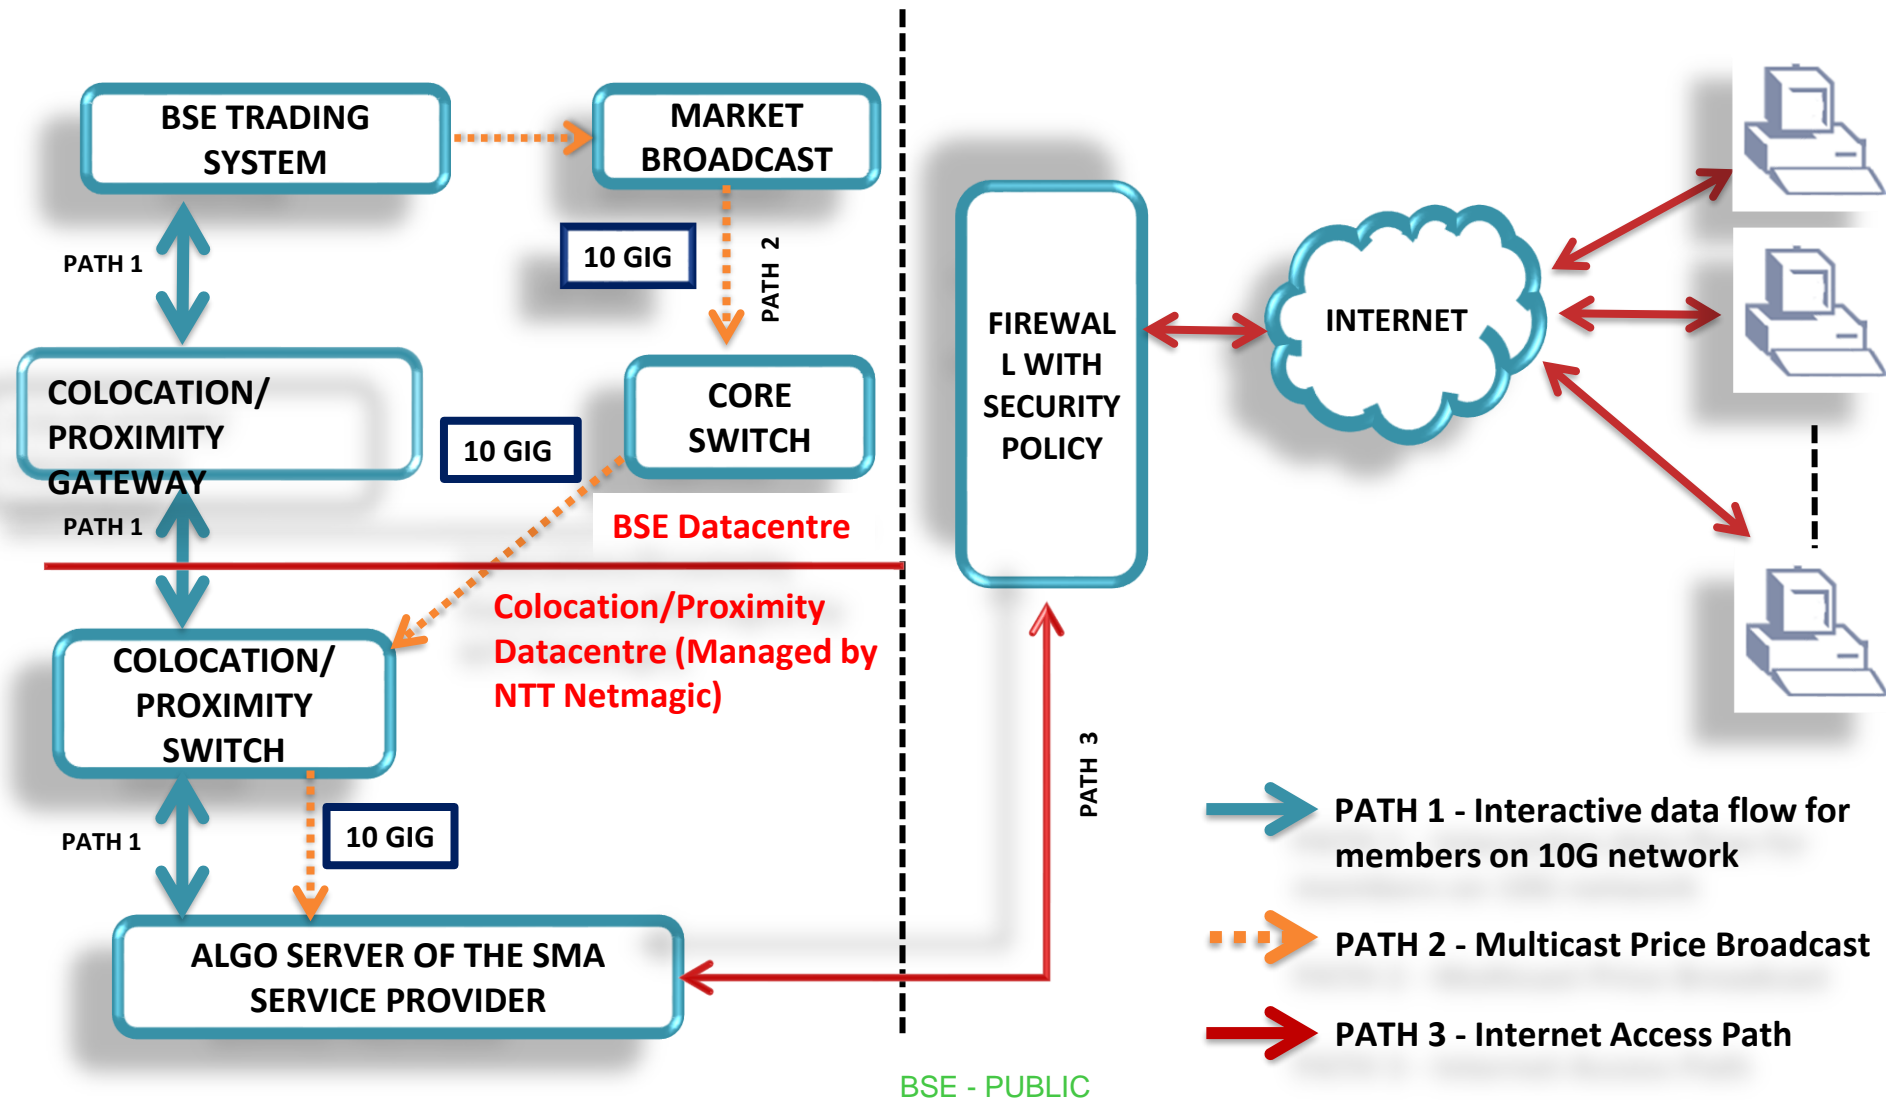 BSE TRADING
SYSTEM
MARKET
BROADCAST
PATH 1
10 GIG
PATH 2
COLOCATION/
PROXIMITY
GATEWAY
10 GIG
CORE
SWITCH
PATH 1
BSE Datacentre
Colocation/Proximity
Datacentre (Managed by
NTT Netmagic)
COLOCATION/
PROXIMITY
SWITCH
PATH 1
10 GIG
ALGO SERVER OF THE SMA
SERVICE PROVIDER
FIREWAL
L WITH
SECURITY
POLICY
INTERNET
PATH 3
PATH 1 - Interactive data flow for
members on 10G network
PATH 2 - Multicast Price Broadcast
PATH 3 - Internet Access Path
BSE - PUBLIC